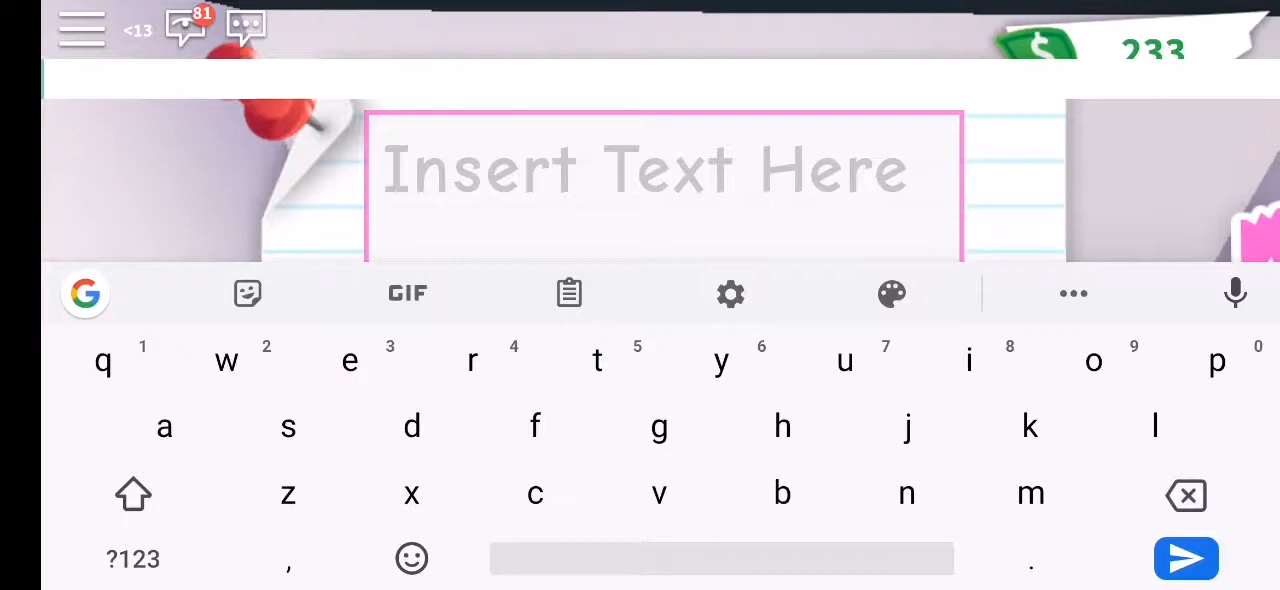 <13 81
233
Insert Text Here
G GIF
q 1 w 2 e 3 r 4 t 5 y 6 u 7 i 8 o 9 p 0
a s d f g h j k l
z x c v b n m
?123 , .